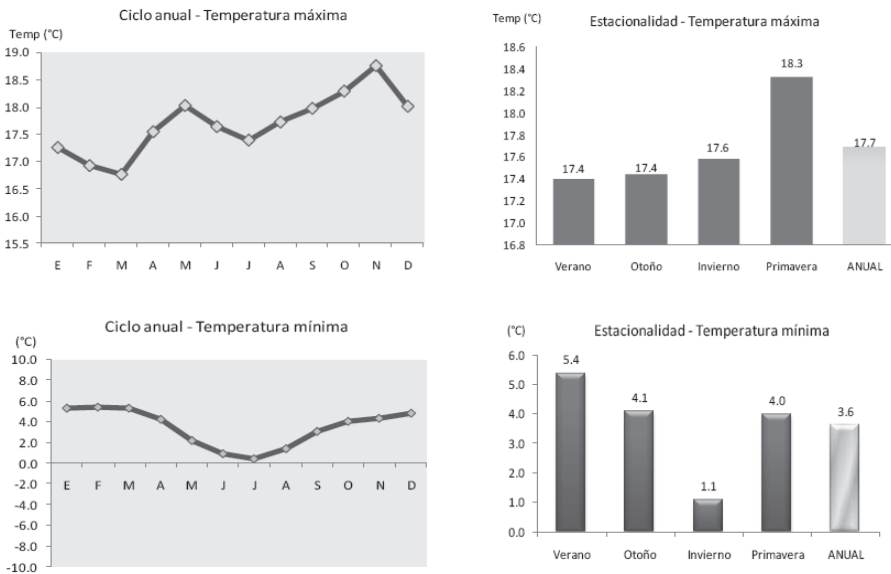 Ciclo anual - Temperatura máxima
Temp (°C)
19.0
18.5
18.0
17.5
17.0
16.5
16.0
15.5
E F M A M J J A S O N D
Temp (°C)
Estacionalidad - Temperatura máxima
18.6
18.4
18.2
18.0
17.8
17.6
17.4
17.2
17.0
16.8
17.4 17.4 17.6 18.3 17.7
Verano Otoño Invierno Primavera ANUAL
Ciclo anual - Temperatura mínima
(°C)
10.0
8.0
6.0
4.0
2.0
0.0
-2.0
-4.0
-6.0
-8.0
-10.0
E F M A M J J A S O N D
(°C)
Estacionalidad - Temperatura mínima
6.0
5.0
4.0
3.0
2.0
1.0
0.0
5.4 4.1 1.1 4.0 3.6
Verano Otoño Invierno Primavera ANUAL